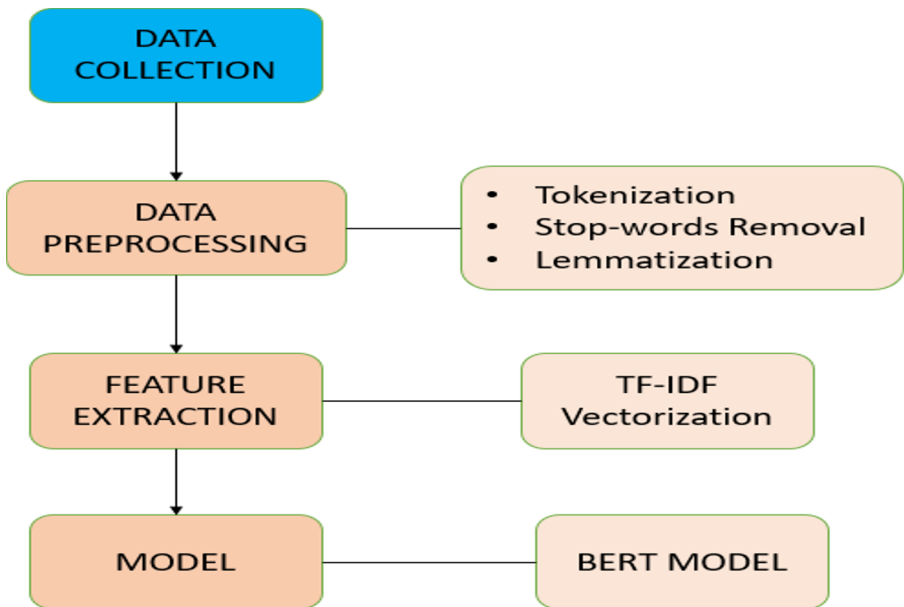 DATA
COLLECTION
DATA
PREPROCESSING
• Tokenization
• Stop-words Removal
• Lemmatization
FEATURE
EXTRACTION
TF-IDF
Vectorization
MODEL
BERT MODEL